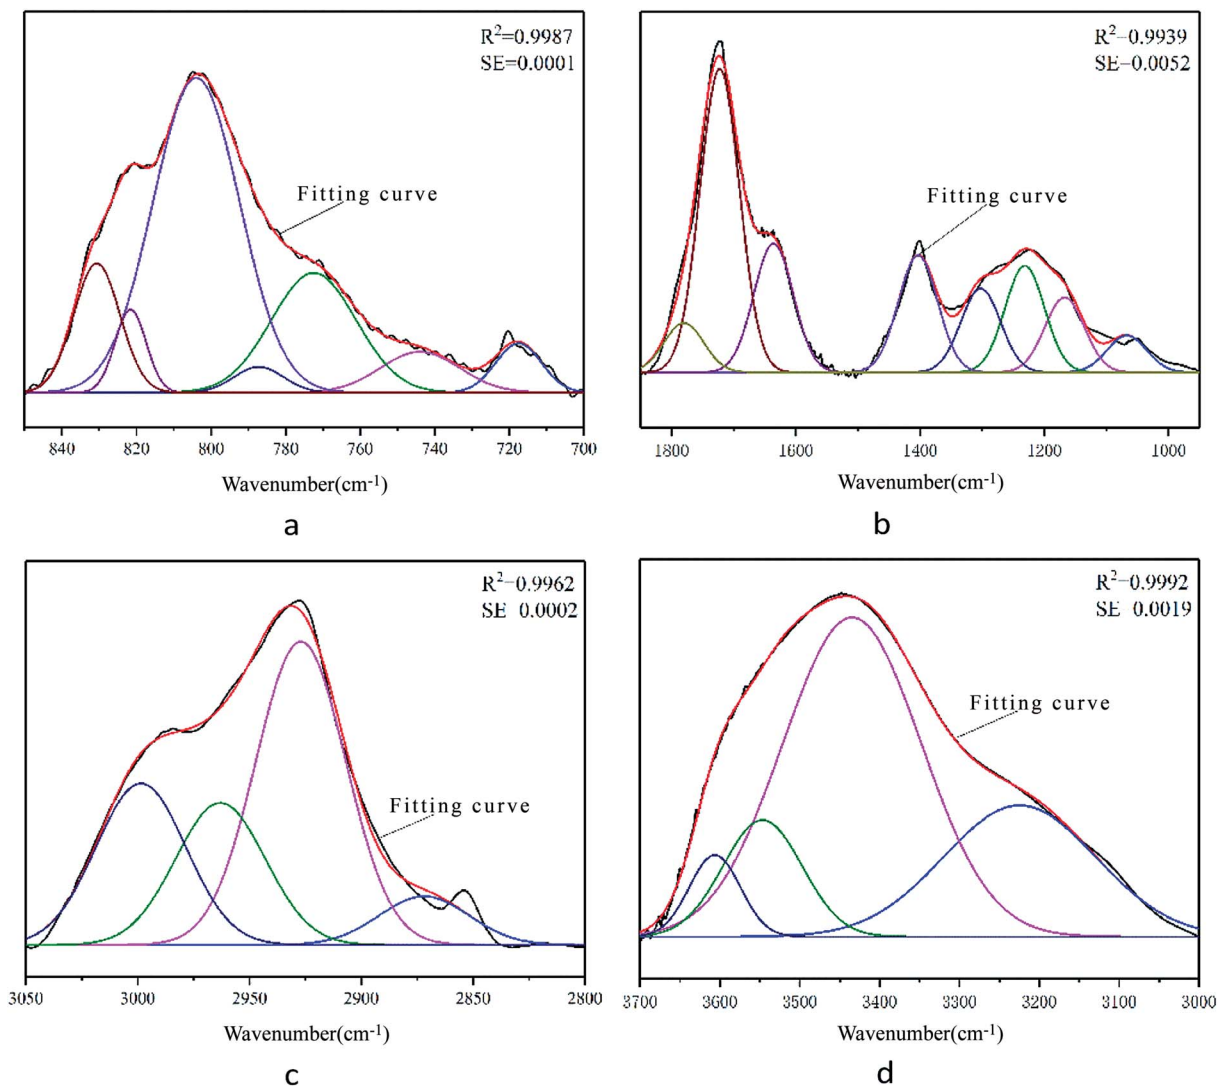 R²=0.9987
SE=0.0001
Fitting curve
840 820 800 780 760 740 720 700
Wavenumber(cm⁻¹)
a
R²−0.9939
SE−0.0052
Fitting curve
1800 1600 1400 1200 1000
Wavenumber(cm⁻¹)
b
R²−0.9962
SE 0.0002
Fitting curve
3050 3000 2950 2900 2850 2800
Wavenumber(cm⁻¹)
c
R²−0.9992
SE 0.0019
Fitting curve
3700 3600 3500 3400 3300 3200 3100 3000
Wavenumber(cm⁻¹)
d